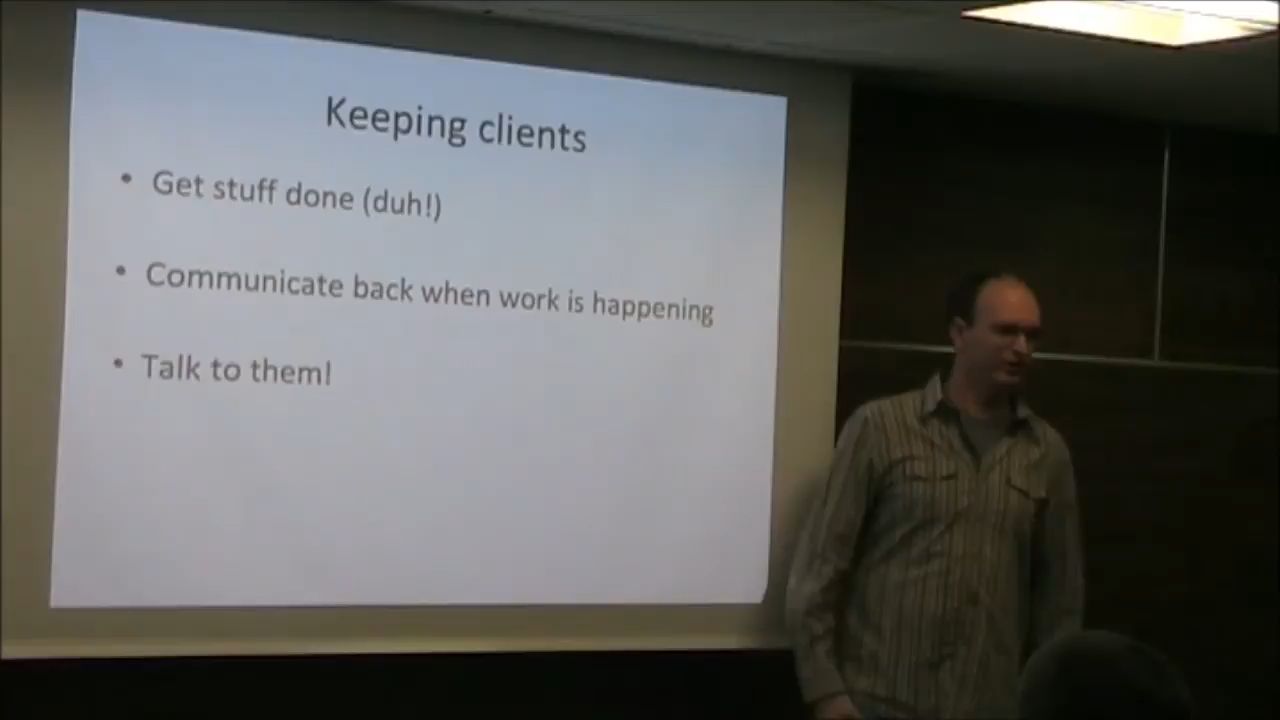 Keeping clients
• Get stuff done (duh!)
• Communicate back when work is happening
• Talk to them!